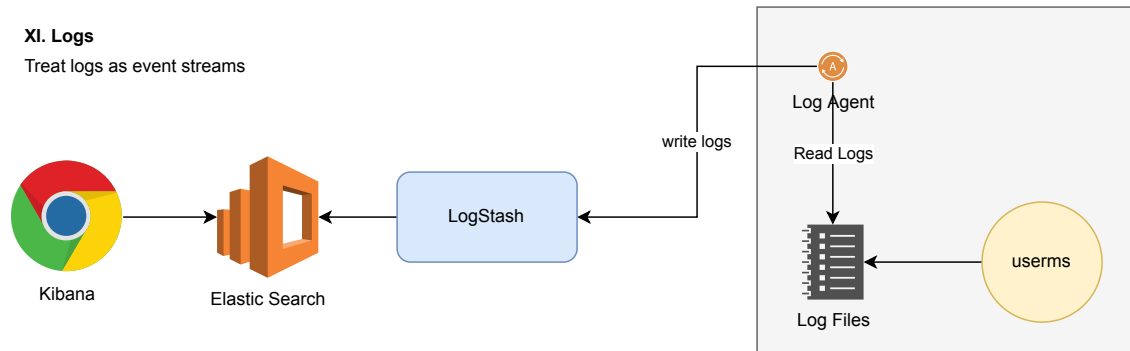 XI. Logs
Treat logs as event streams
A
Log Agent
write logs
Read Logs
LogStash
userms
Kibana
Elastic Search
Log Files